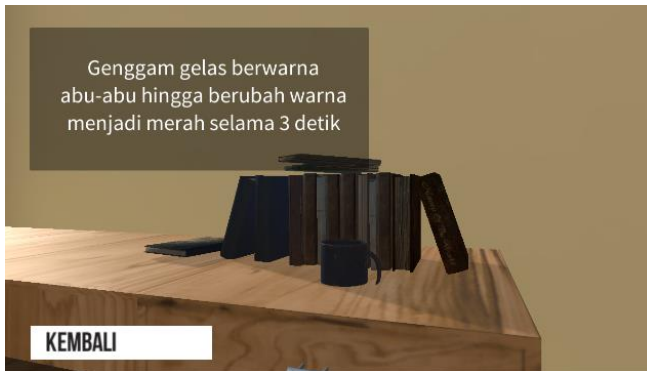 Genggam gelas berwarna
abu-abu hingga berubah warna
menjadi merah selama 3 detik
KEMBALI